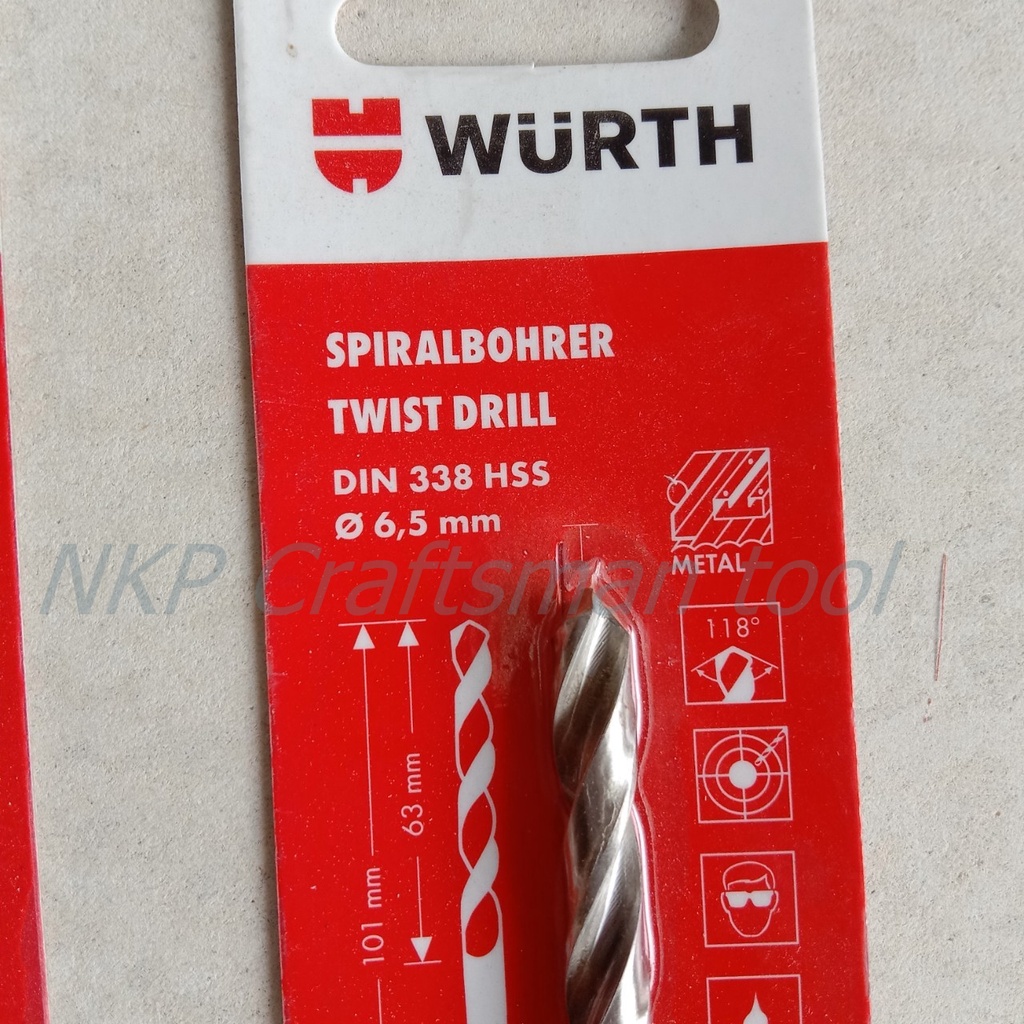 WÜRTH
SPIRALBOHRER
TWIST DRILL
DIN 338 HSS
Ø 6,5 mm
METAL
NKP Craftsman tool
118°
63 mm
101 mm